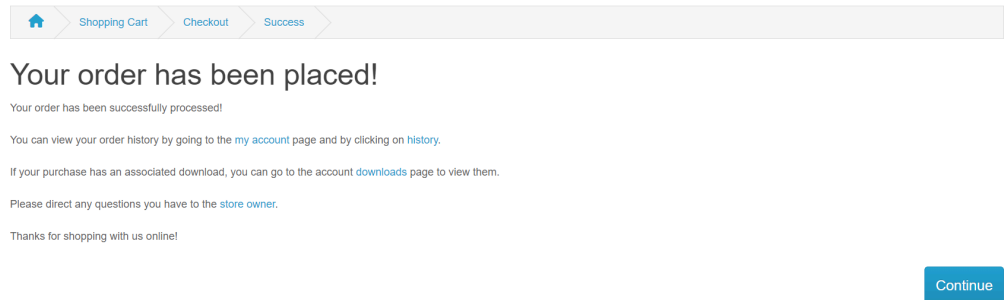 Shopping Cart Checkout Success
Your order has been placed!
Your order has been successfully processed!
You can view your order history by going to the my account page and by clicking on history.
If your purchase has an associated download, you can go to the account downloads page to view them.
Please direct any questions you have to the store owner.
Thanks for shopping with us online!
Continue